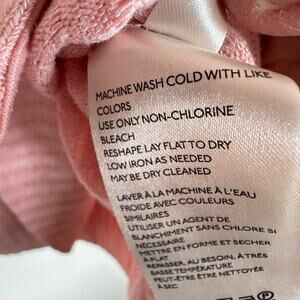 MACHINE WASH COLD WITH LIKE
COLORS
USE ONLY NON-CHLORINE
BLEACH
RESHAPE LAY FLAT TO DRY
LOW IRON AS NEEDED
MAY BE DRY CLEANED
LAVER À LA MACHINE À L'EAU
FROIDE AVEC COULEURS
SIMILAIRES
UTILISER UN AGENT DE
BLANCHIMENT SANS CHLORE SI
NÉCESSAIRE
METTRE EN FORME ET SÉCHER
À PLAT
REPASSER, AU BESOIN, À TRÈS
BASSE TEMPÉRATURE
PEUT-ÊTRE ÊTRE NETTOYÉ
À SEC